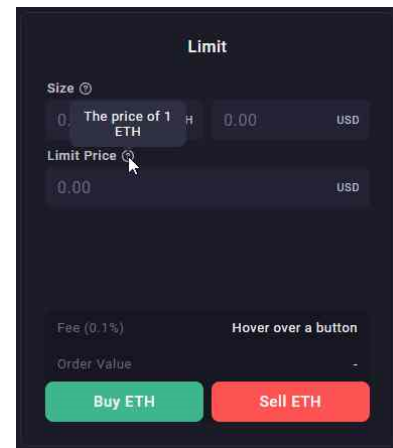 Limit
Size ?
The price of 1
ETH
0. H 0.00 USD
Limit Price ?
0.00 USD
Fee (0.1%) Hover over a button
Order Value -
Buy ETH Sell ETH